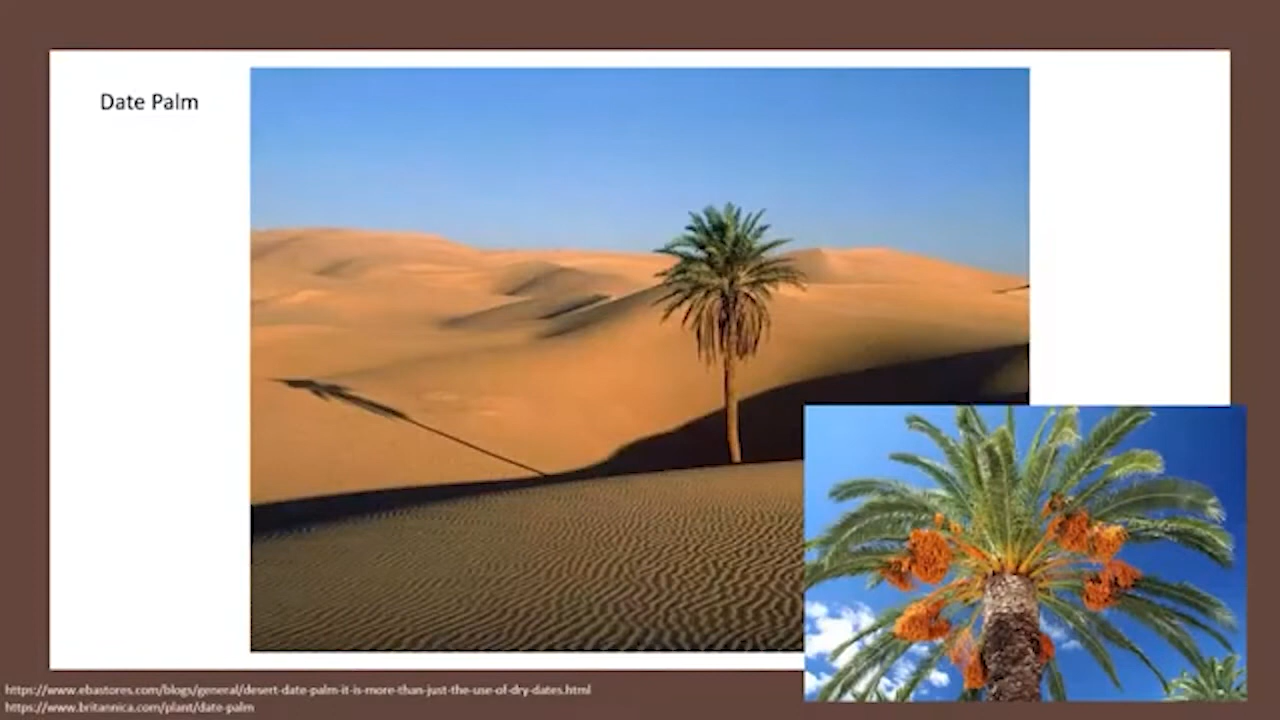 Date Palm
https://www.ebastores.com/blogs/general/desert-date-palm-it-is-more-than-just-the-use-of-dry-dates.html
https://www.britannica.com/plant/date-palm